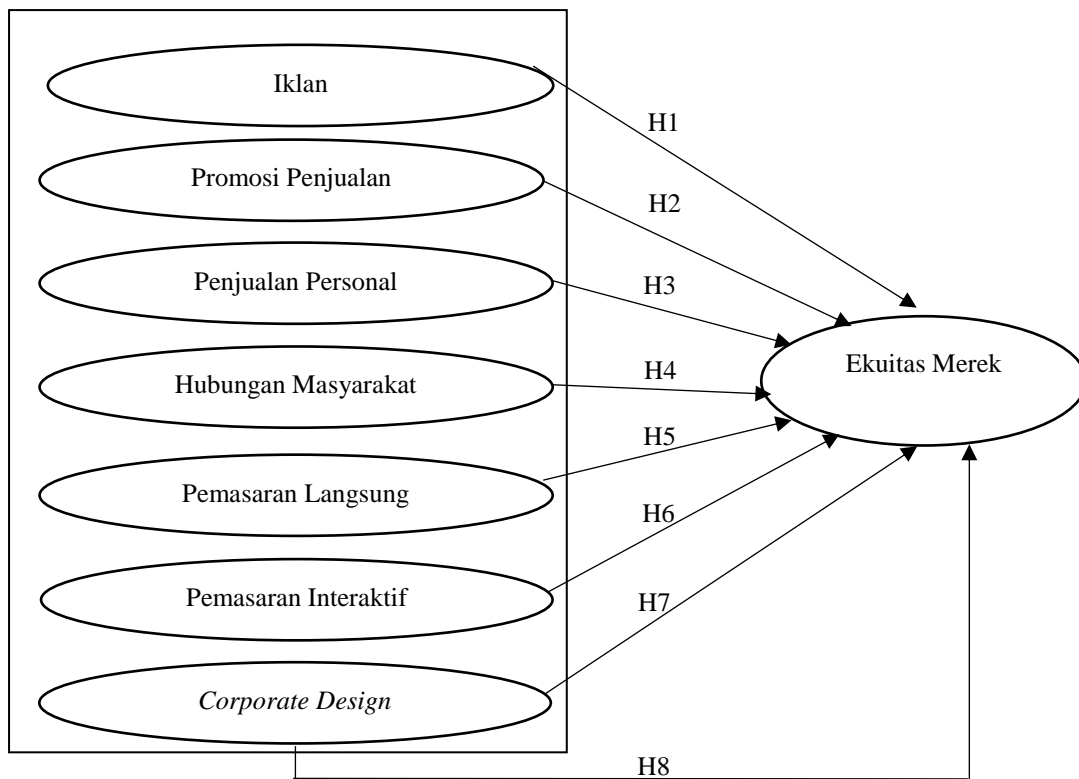 Iklan
H1
Promosi Penjualan
H2
Penjualan Personal
H3
Hubungan Masyarakat
H4
Ekuitas Merek
Pemasaran Langsung
H5
Pemasaran Interaktif
H6
Corporate Design
H7
H8